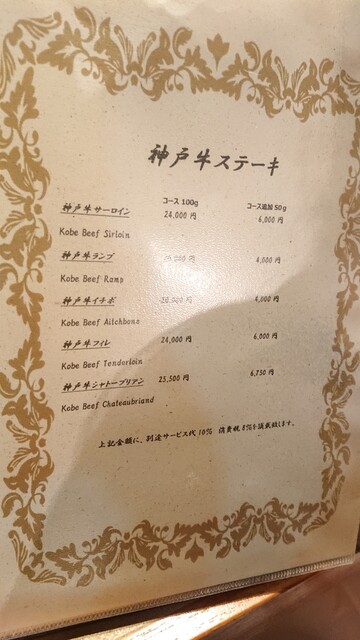 神戸牛ステーキ
コース 100g コース追加 50g
神戸牛サーロイン 24,000 円 6,000 円
Kobe Beef Sirloin
神戸牛ランプ 円 4,000 円
Kobe Beef Ramp
神戸牛イチボ 円 4,000 円
Kobe Beef Aitchbone
神戸牛フィレ 24,000 円 6,000 円
Kobe Beef Tenderloin
神戸牛シャトーブリアン 25,500 円 6,750 円
Kobe Beef Chateaubriand
上記金額に、別途サービス代10% 消費税8%を頂戴致します。